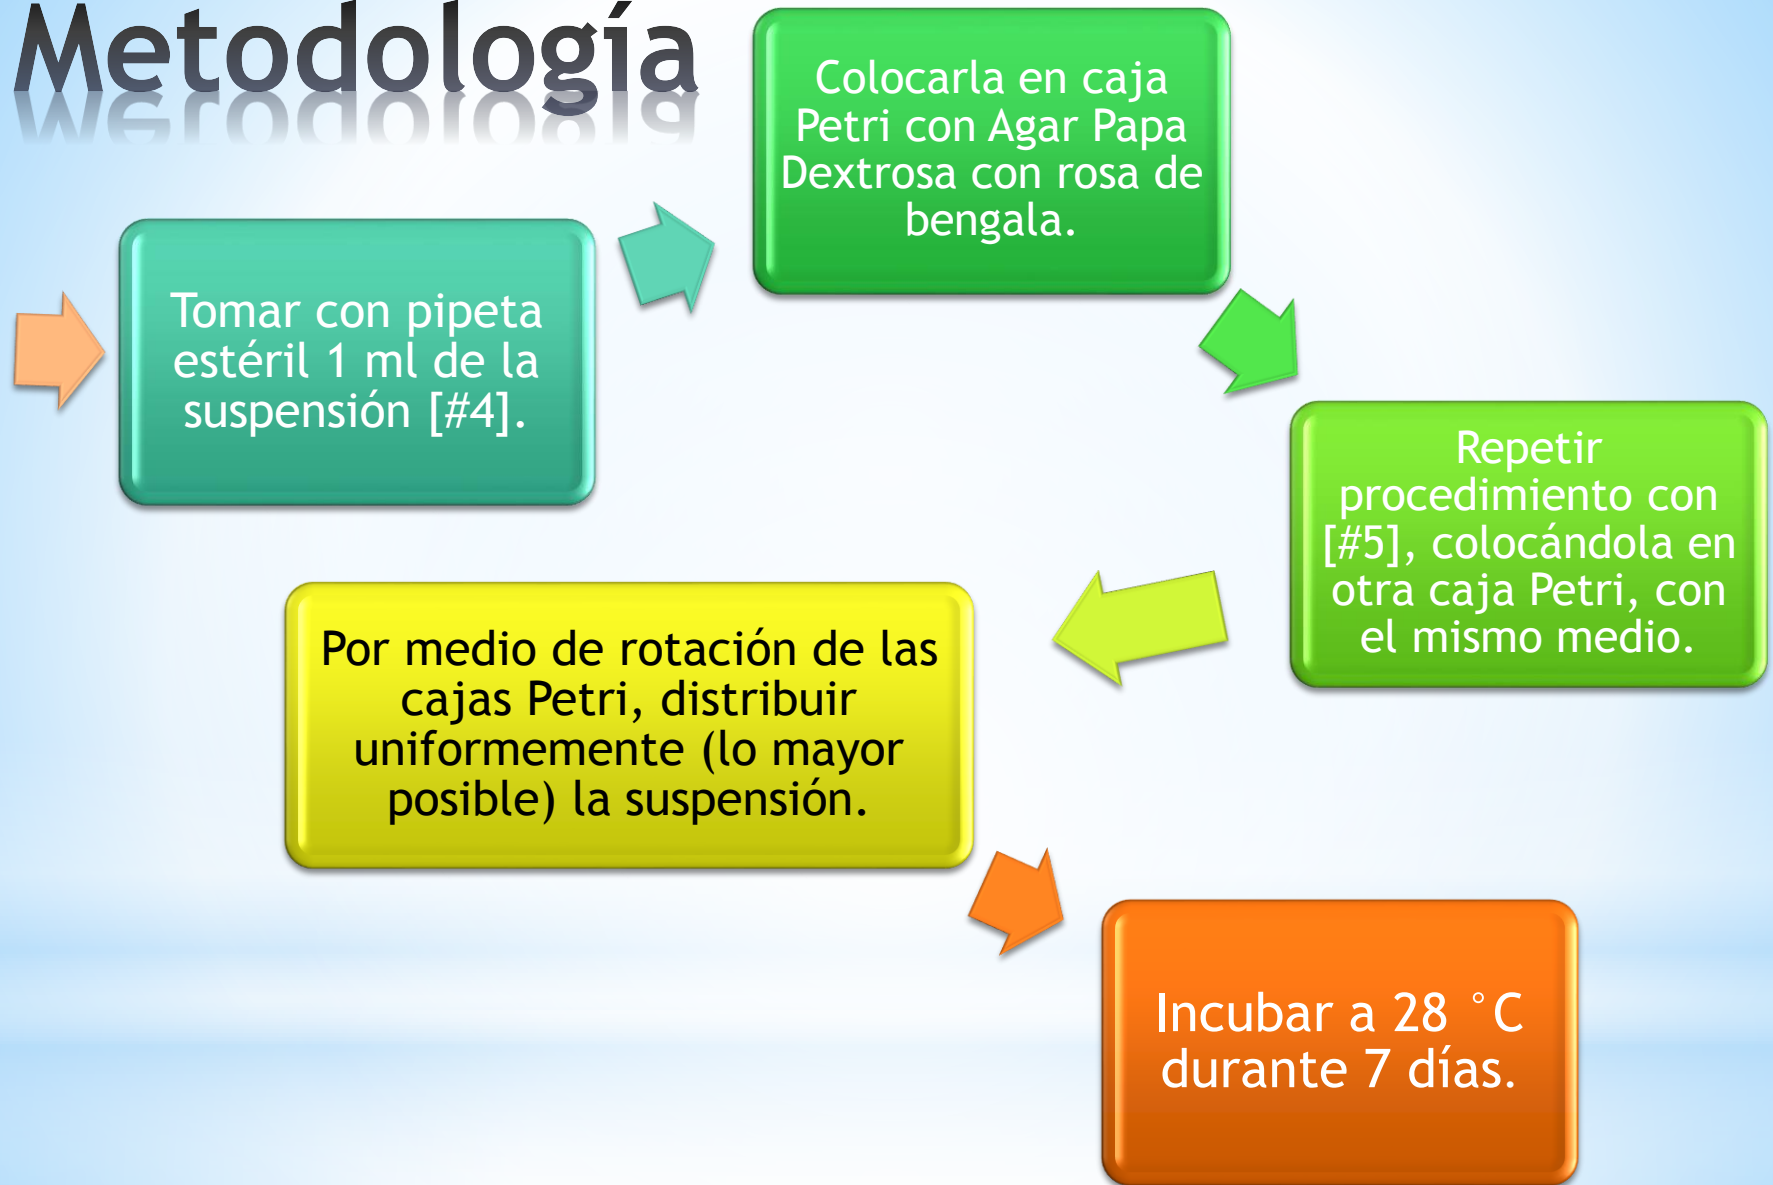 Metodología
Tomar con pipeta
estéril 1 ml de la
suspensión [#4].
Colocarla en caja
Petri con Agar Papa
Dextrosa con rosa de
bengala.
Repetir
procedimiento con
[#5], colocándola en
otra caja Petri, con
el mismo medio.
Por medio de rotación de las
cajas Petri, distribuir
uniformemente (lo mayor
posible) la suspensión.
Incubar a 28 °C
durante 7 días.